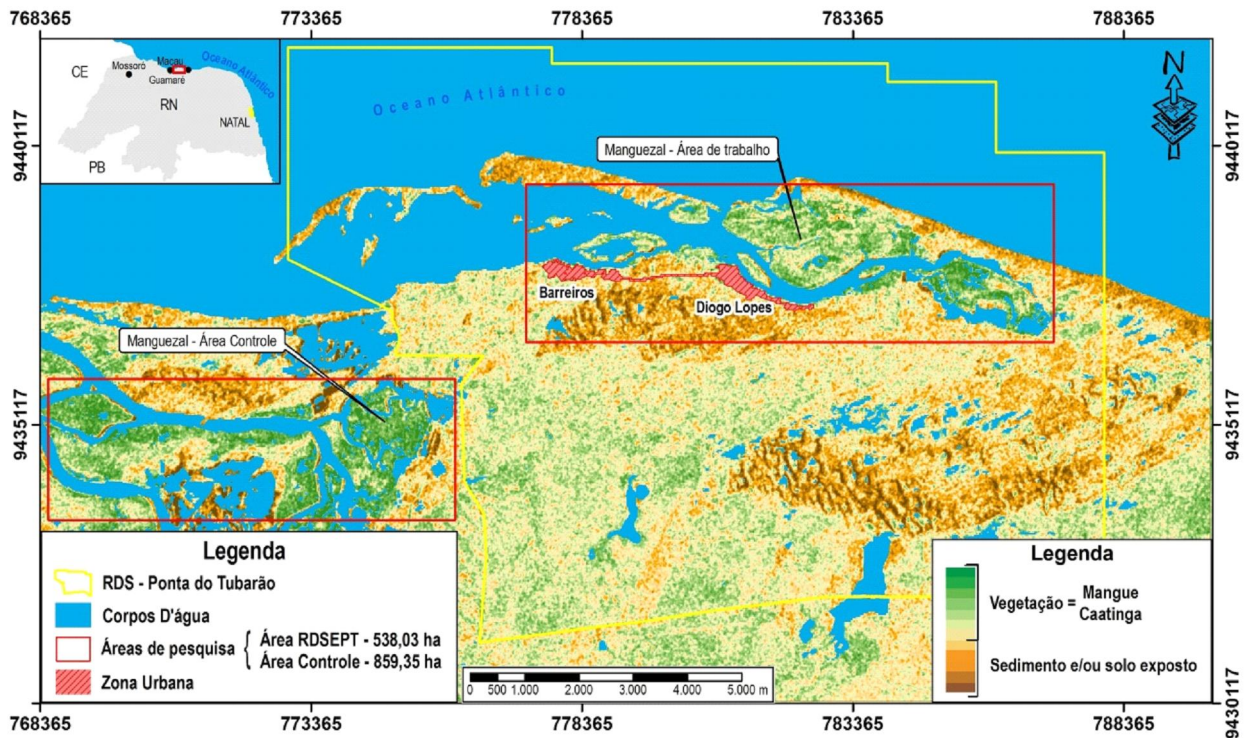 768365 773365 778365 783365 788365
9440117
9435117
9440117
9435117
9430117
CE
Mossoró
Macau
Guamaré
Oceano Atlântico
RN
NATAL
PB
Oceano Atlântico
N
Manguezal - Área de trabalho
Barreiros
Diogo Lopes
Manguezal - Área Controle
Legenda
RDS - Ponta do Tubarão
Corpos D'água
Áreas de pesquisa { Área RDSEPT - 538,03 ha
Área Controle - 859,35 ha
Zona Urbana
0 500 1.000 2.000 3.000 4.000 5.000 m
Legenda
Vegetação = Mangue
Caatinga
Sedimento e/ou solo exposto
768365 773365 778365 783365 788365